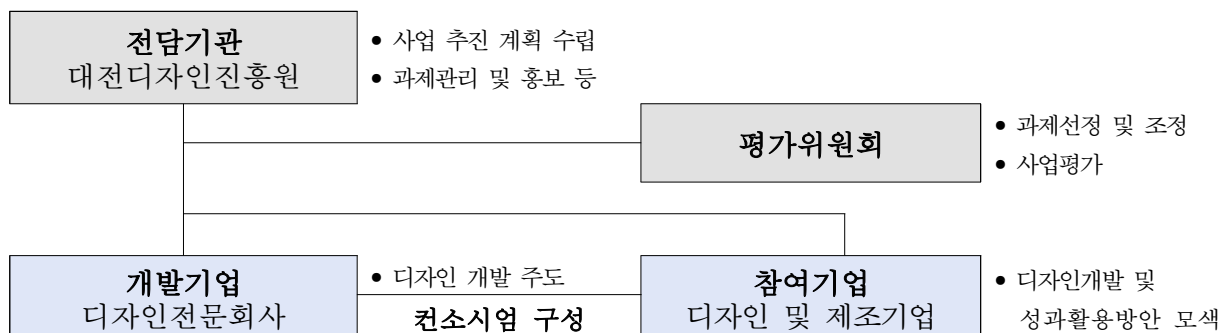 전담기관
대전디자인진흥원
• 사업 추진 계획 수립
• 과제관리 및 홍보 등
평가위원회
• 과제선정 및 조정
• 사업평가
개발기업
디자인전문회사
• 디자인 개발 주도
컨소시엄 구성
참여기업
디자인 및 제조기업
• 디자인개발 및
성과활용방안 모색